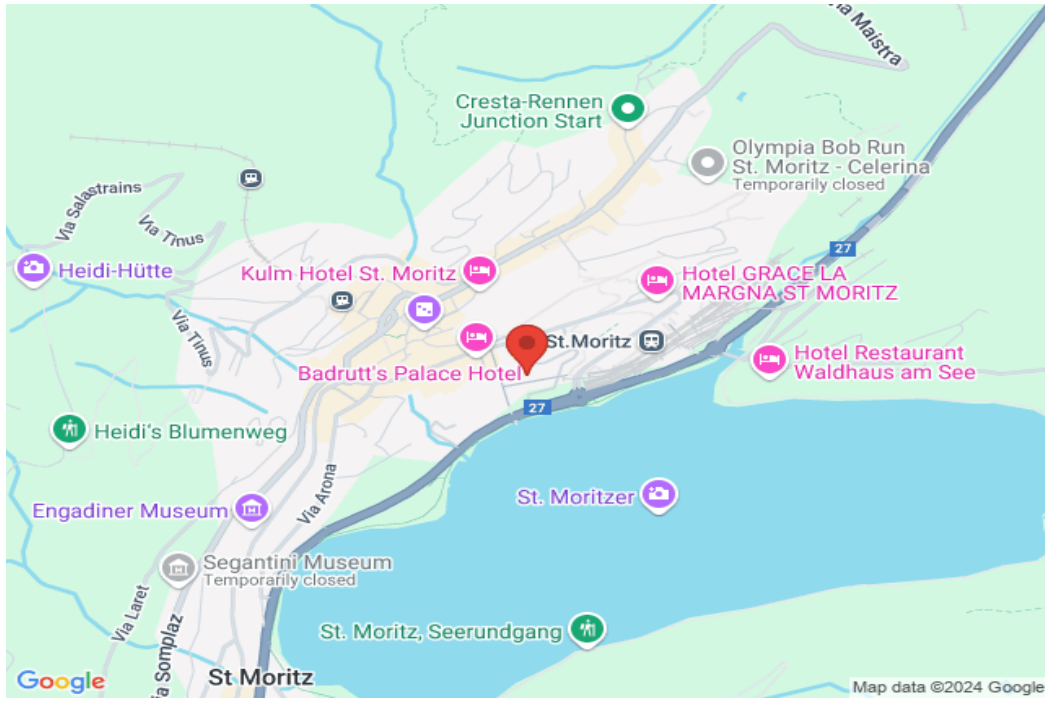 Via Maistra
Cresta-Rennen
Junction Start
Olympia Bob Run
St. Moritz - Celerina
Temporarily closed
Via Salastrains
Via Tinus
27
Heidi-Hütte
Kulm Hotel St. Moritz
Hotel GRACE LA
MARGNA ST MORITZ
Via Tinus
St.Moritz
Hotel Restaurant
Waldhaus am See
Badrutt's Palace Hotel
27
Heidi's Blumenweg
Via Arona
St. Moritzer
Engadiner Museum
Segantini Museum
Temporarily closed
Via Laret
Via Somplaz
St. Moritz, Seerundgang
St Moritz
Google
Map data ©2024 Google